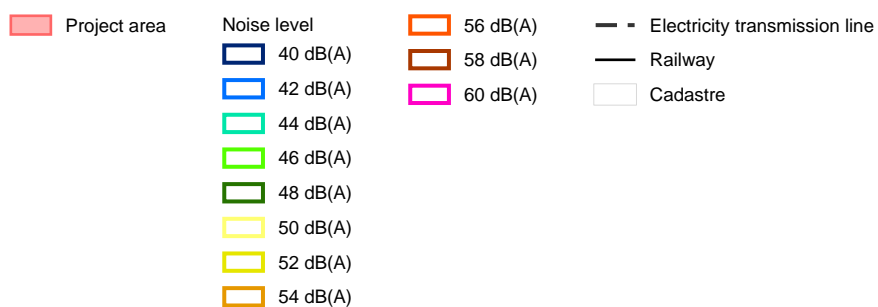 Project area
Noise level
40 dB(A)
42 dB(A)
44 dB(A)
46 dB(A)
48 dB(A)
50 dB(A)
52 dB(A)
54 dB(A)
56 dB(A)
58 dB(A)
60 dB(A)
Electricity transmission line
Railway
Cadastre